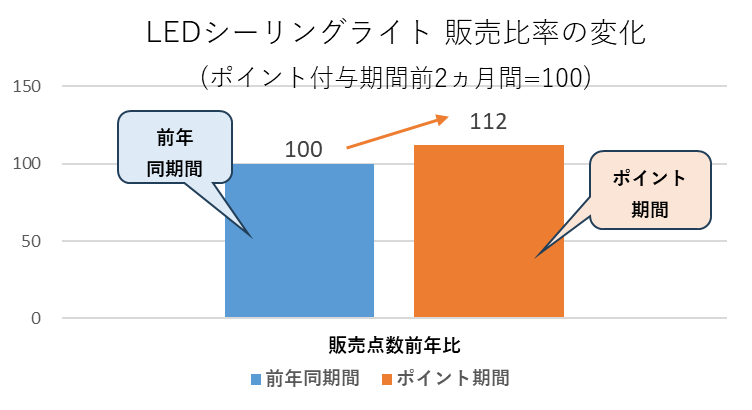 LEDシーリングライト 販売比率の変化
(ポイント付与期間前2ヵ月間=100)
150
100
50
0
前年
同期間
100
112
ポイント
期間
販売点数前年比
前年同期間
ポイント期間